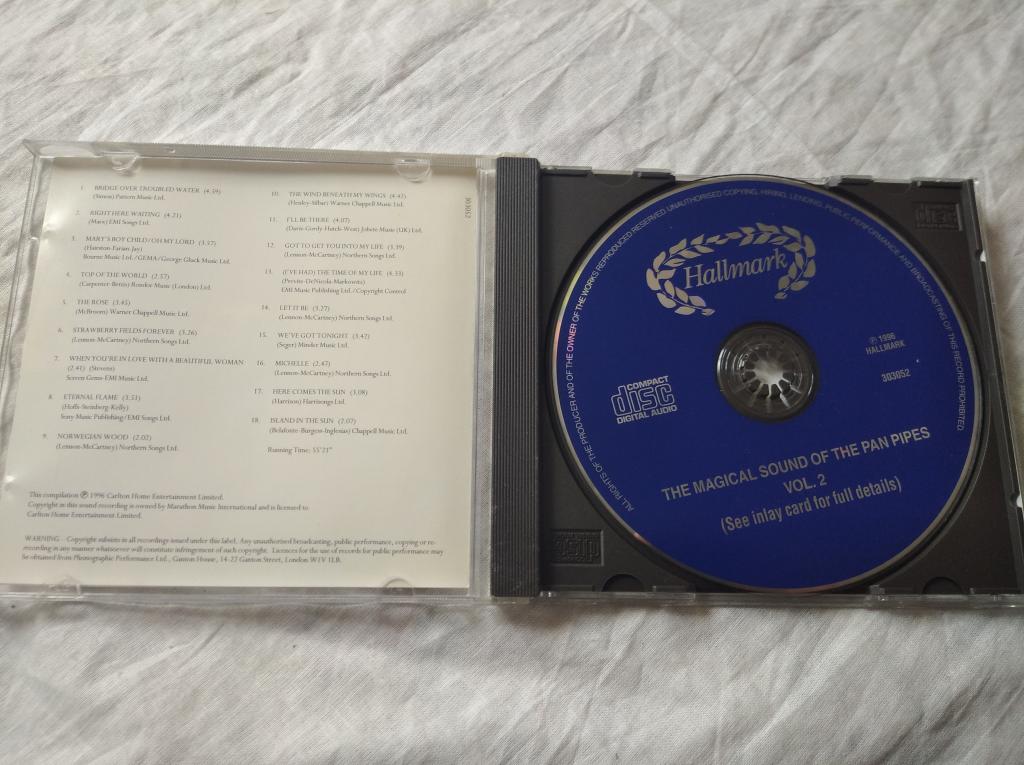 1. BRIDGE OVER TROUBLED WATER (4.39)
(Simon) Pattern Music Ltd.
2. RIGHT HERE WAITING (4.21)
(Marx) EMI Songs Ltd.
3. MARY'S BOY CHILD/OH MY LORD (3.37)
(Hairston-Farian-Jay)
Bourne Music Ltd./GEMA/George Gluck Music Ltd.
4. TOP OF THE WORLD (2.57)
(Carpenter-Bettis) Rondor Music (London) Ltd.
5. THE ROSE (3.45)
(McBroom) Warner Chappell Music Ltd.
6. STRAWBERRY FIELDS FOREVER (3.26)
(Lennon-McCartney) Northern Songs Ltd.
7. WHEN YOU'RE IN LOVE WITH A BEAUTIFUL WOMAN
(2.41) (Stevens)
Screen Gems-EMI Music Ltd.
8. ETERNAL FLAME (3.51)
(Hoffs-Steinberg-Kelly)
Sony Music Publishing/EMI Songs Ltd.
9. NORWEGIAN WOOD (2.02)
(Lennon-McCartney) Northern Songs Ltd.
10. THE WIND BENEATH MY WINGS (4.42)
(Henley-Silbar) Warner Chappell Music Ltd.
11. I'LL BE THERE (4.07)
(Davis-Gordy-Hutch-West) Jobete Music (UK) Ltd.
12. GOT TO GET YOU INTO MY LIFE (3.39)
(Lennon-McCartney) Northern Songs Ltd.
13. (I'VE HAD) THE TIME OF MY LIFE (4.33)
(Previte-DeNicola-Markowitz)
EMI Music Publishing Ltd./Copyright Control
14. LET IT BE (3.27)
(Lennon-McCartney) Northern Songs Ltd.
15. WE'VE GOT TONIGHT (3.42)
(Seger) Minder Music Ltd.
16. MICHELLE (2.47)
(Lennon-McCartney) Northern Songs Ltd.
17. HERE COMES THE SUN (3.08)
(Harrison) Harrisongs Ltd.
18. ISLAND IN THE SUN (2.07)
(Belafonte-Burgess-Inglesias) Chappell Music Ltd.
Running Time: 55'21"
303052
This compilation ℗ 1996 Carlton Home Entertainment Limited.
Copyright in this sound recording is owned by Marathon Music International and is licensed to
Carlton Home Entertainment Limited.
WARNING - Copyright subsists in all recordings issued under this label. Any unauthorised broadcasting, public performance, copying or re-
recording in any manner whatsoever will constitute infringement of such copyright. Licences for the use of records for public performance may
be obtained from Phonographic Performance Ltd., Ganton House, 14-22 Ganton Street, London W1V 1LB.
ALL RIGHTS OF THE PRODUCER AND OF THE OWNER OF THE WORKS REPRODUCED RESERVED UNAUTHORISED COPYING, HIRING, LENDING, PUBLIC PERFORMANCE AND BROADCASTING OF THIS RECORD PROHIBITED.
Hallmark
℗ 1996
HALLMARK
303052
COMPACT
disc
DIGITAL AUDIO
THE MAGICAL SOUND OF THE PAN PIPES
VOL. 2
(See inlay card for full details)
disc